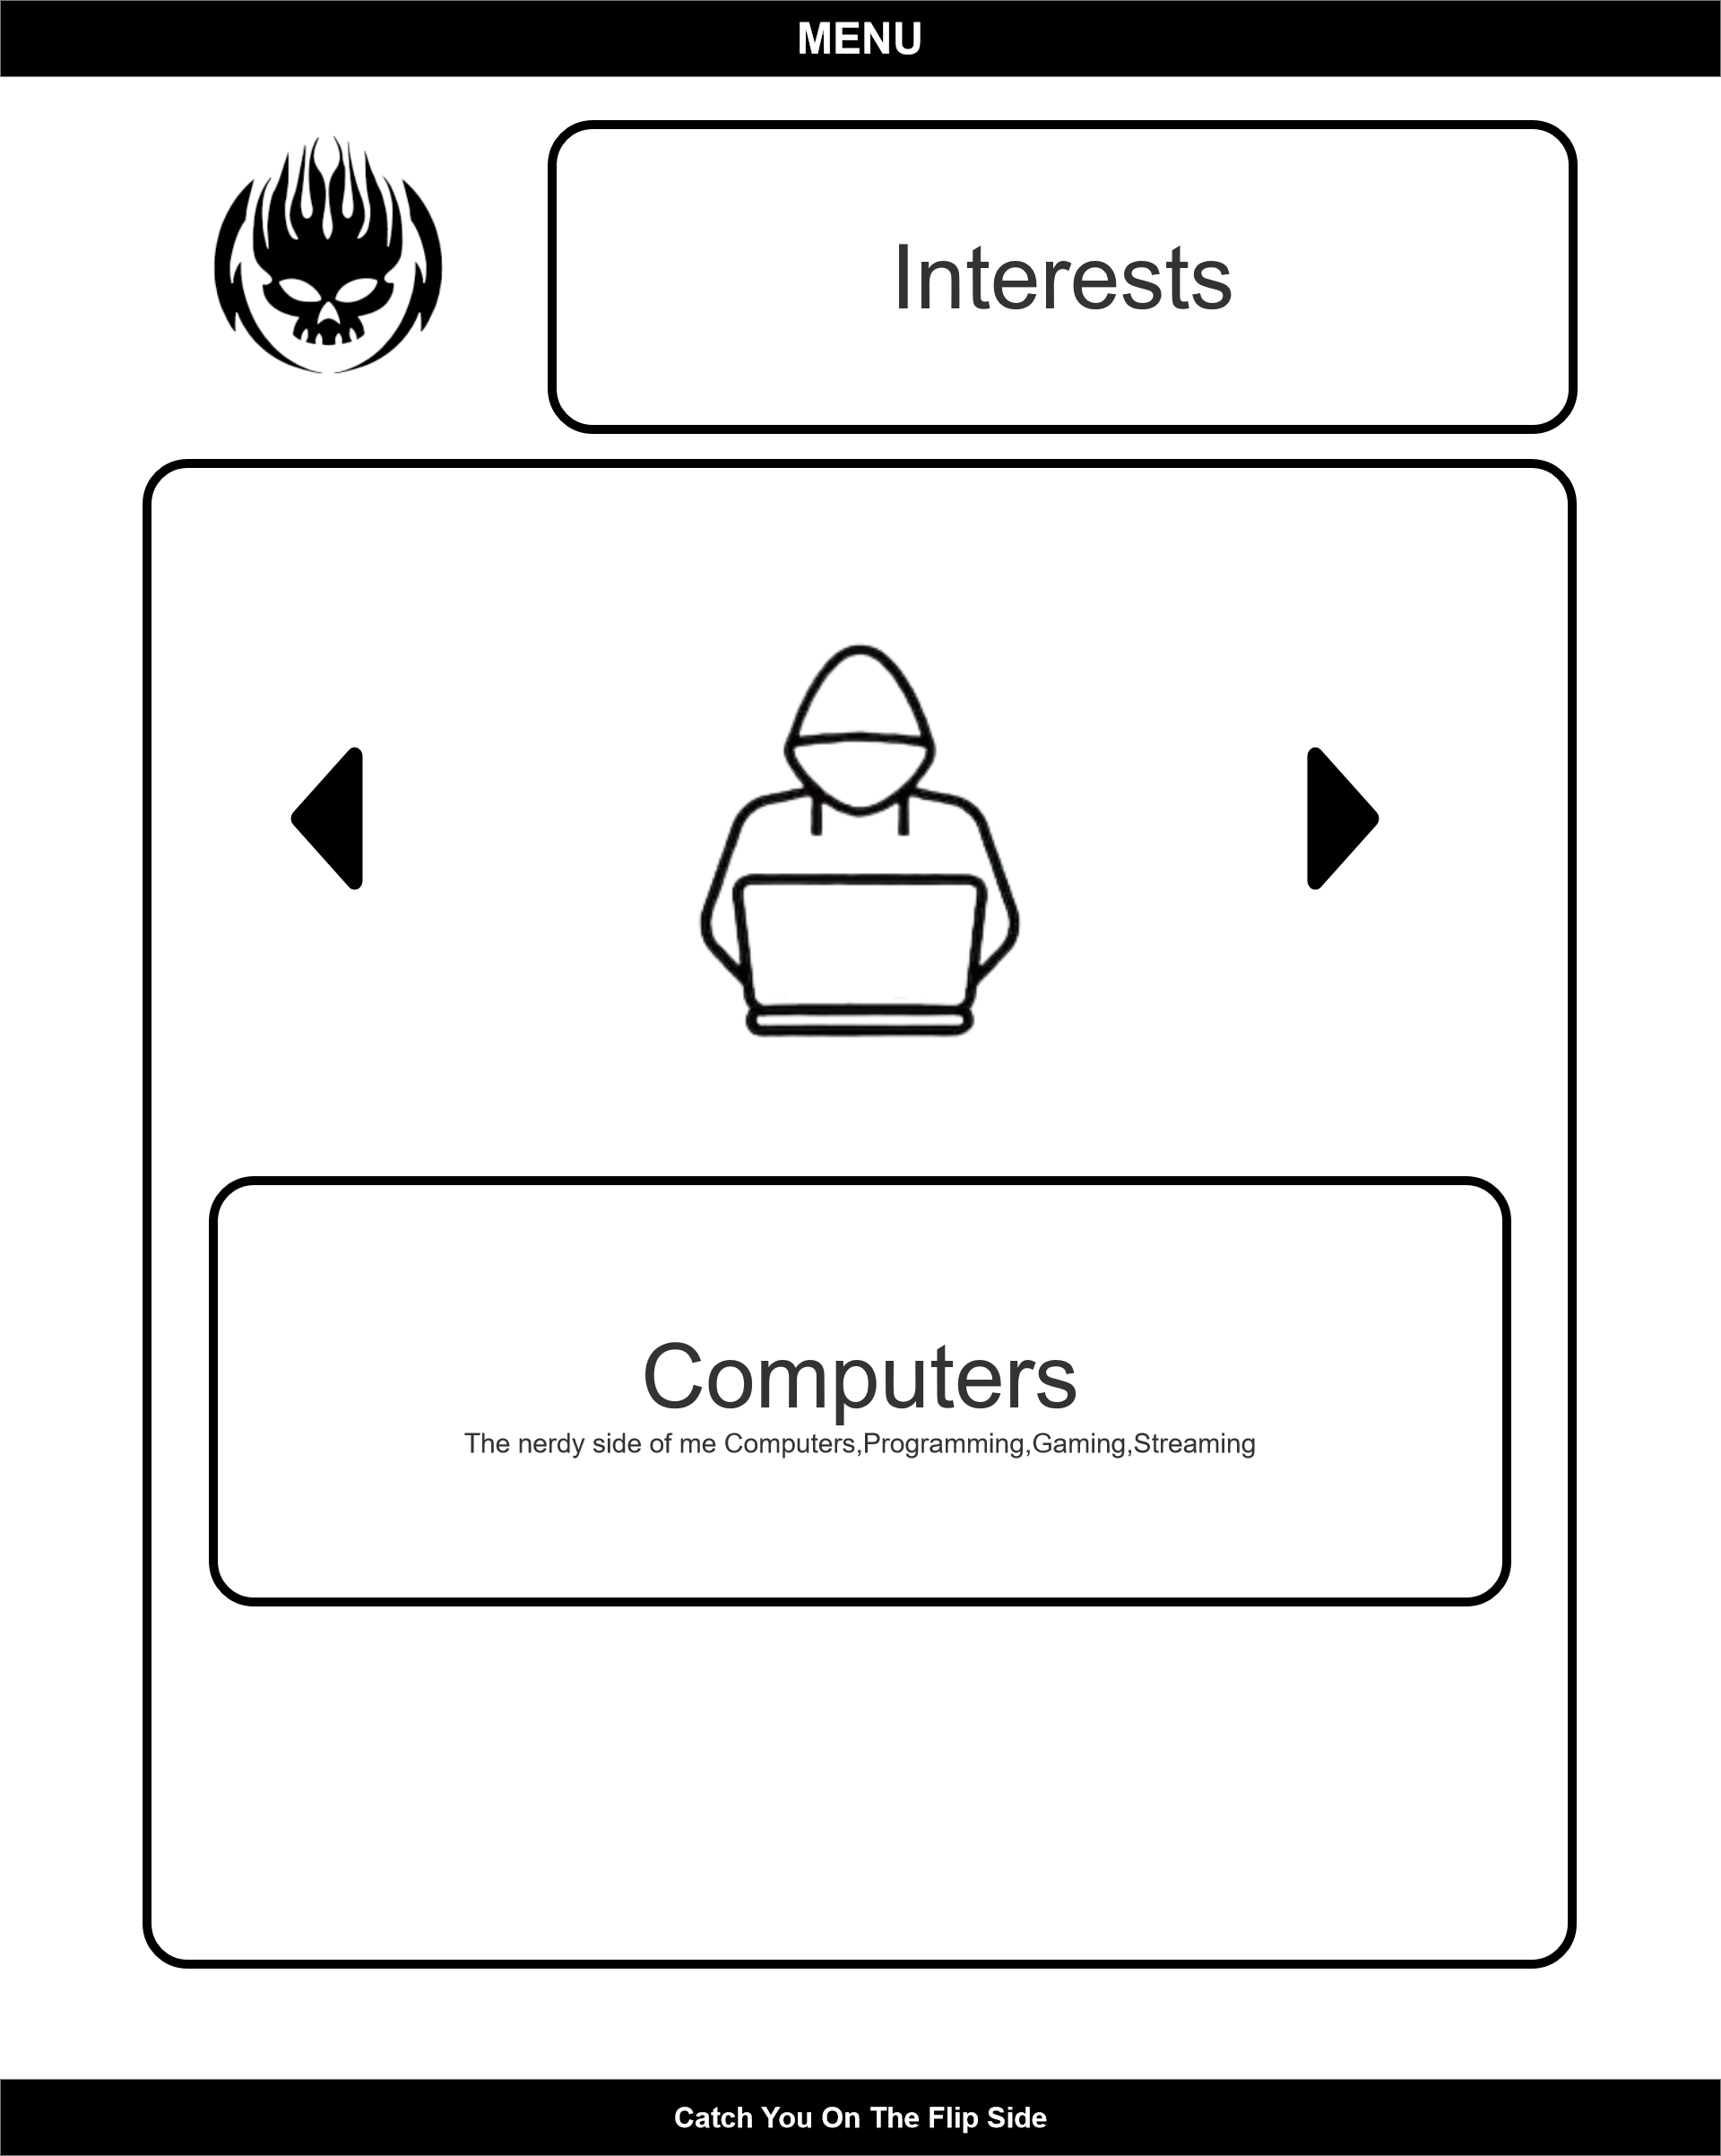 MENU
Interests
Computers
The nerdy side of me Computers,Programming,Gaming,Streaming
Catch You On The Flip Side